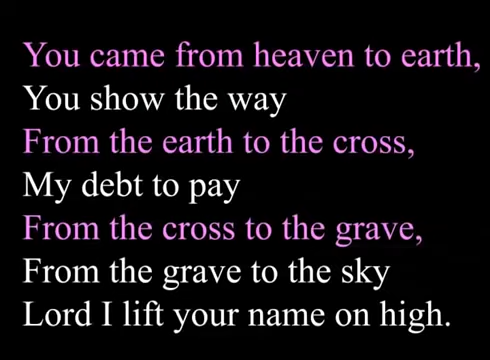 You came from heaven to earth,
You show the way
From the earth to the cross,
My debt to pay
From the cross to the grave,
From the grave to the sky
Lord I lift your name on high.